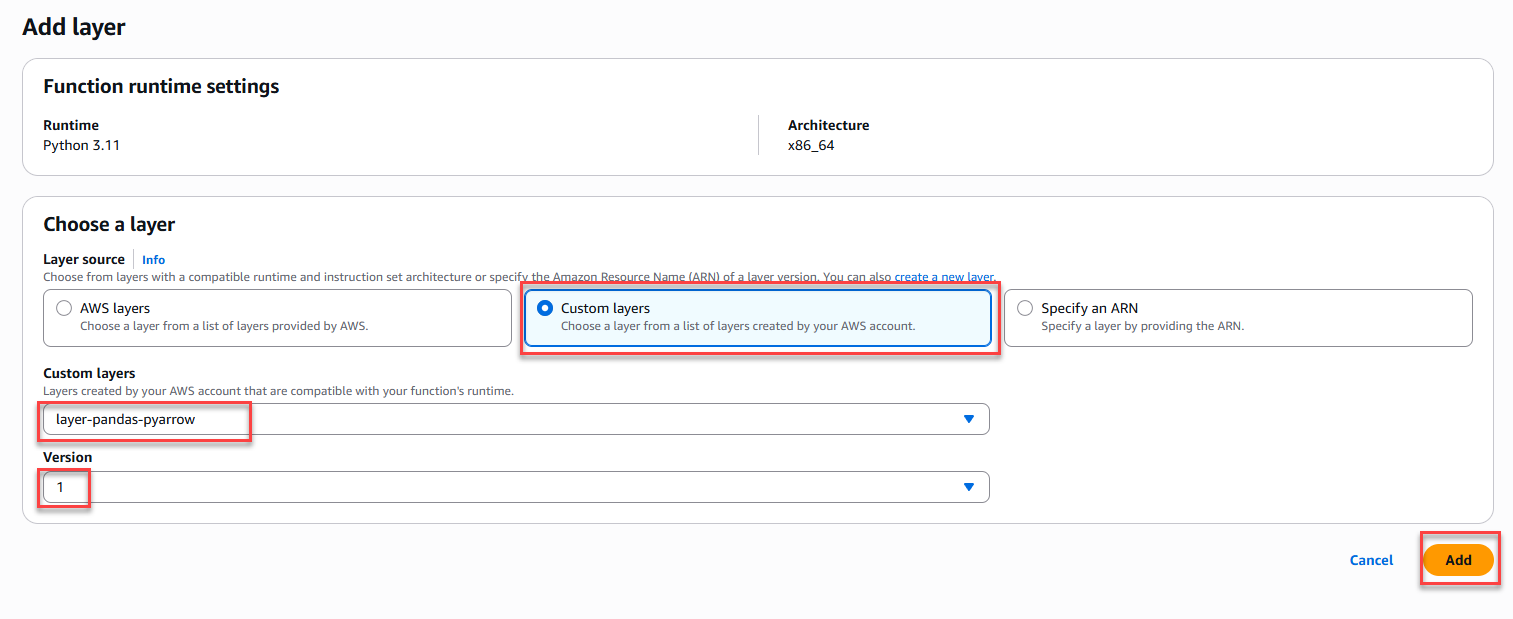 Add layer
Function runtime settings
Runtime
Python 3.11
Architecture
x86_64
Choose a layer
Layer source Info
Choose from layers with a compatible runtime and instruction set architecture or specify the Amazon Resource Name (ARN) of a layer version. You can also create a new layer.
AWS layers
Choose a layer from a list of layers provided by AWS.
Custom layers
Choose a layer from a list of layers created by your AWS account.
Specify an ARN
Specify a layer by providing the ARN.
Custom layers
Layers created by your AWS account that are compatible with your function's runtime.
layer-pandas-pyarrow
Version
1
Cancel Add